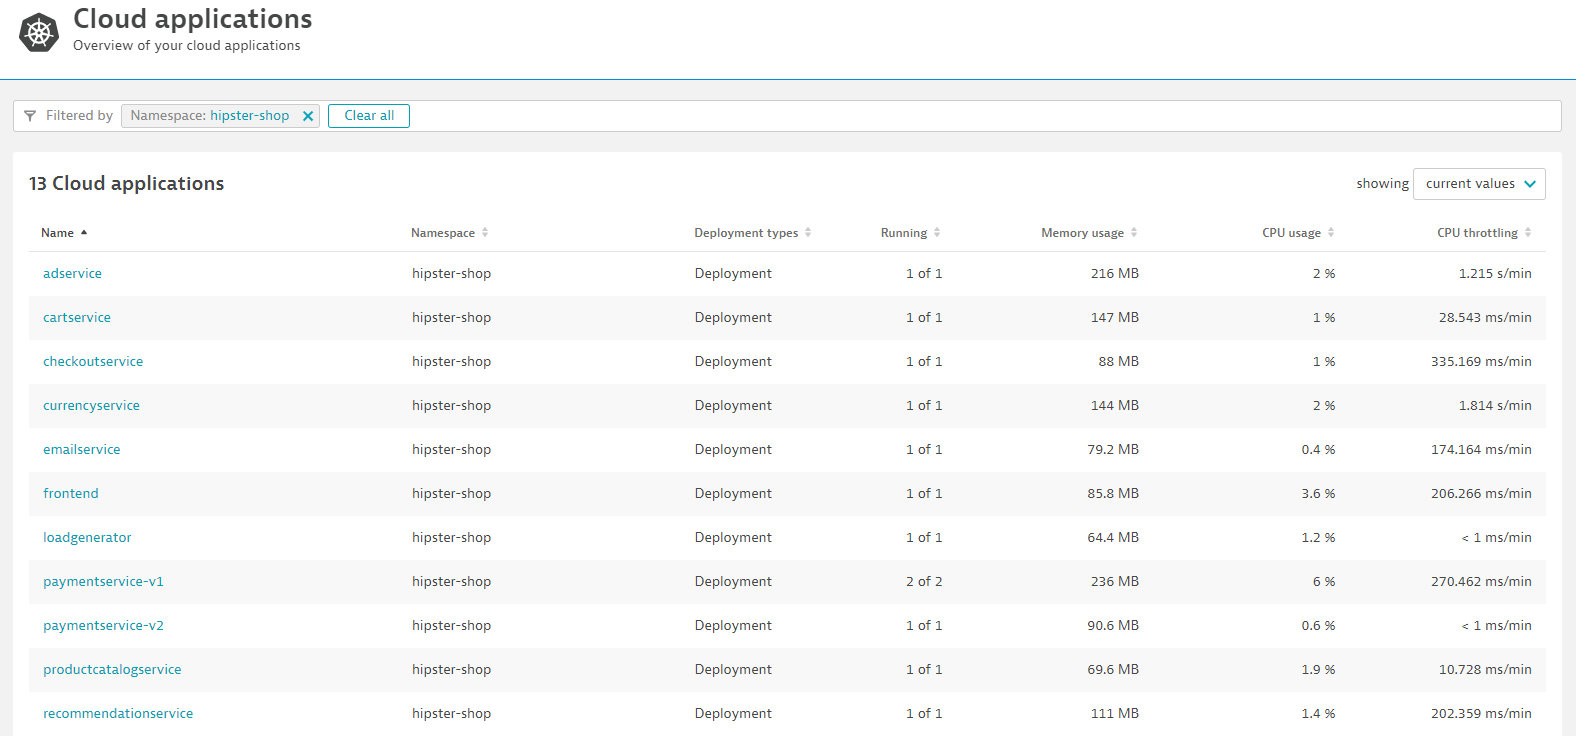 Cloud applications
Overview of your cloud applications
Filtered by Namespace: hipster-shop Clear all
13 Cloud applications showing current values
Name Namespace Deployment types Running Memory usage CPU usage CPU throttling
adservice hipster-shop Deployment 1 of 1 216 MB 2 % 1.215 s/min
cartservice hipster-shop Deployment 1 of 1 147 MB 1 % 28.543 ms/min
checkoutservice hipster-shop Deployment 1 of 1 88 MB 1 % 335.169 ms/min
currencyservice hipster-shop Deployment 1 of 1 144 MB 2 % 1.814 s/min
emailservice hipster-shop Deployment 1 of 1 79.2 MB 0.4 % 174.164 ms/min
frontend hipster-shop Deployment 1 of 1 85.8 MB 3.6 % 206.266 ms/min
loadgenerator hipster-shop Deployment 1 of 1 64.4 MB 1.2 % < 1 ms/min
paymentservice-v1 hipster-shop Deployment 2 of 2 236 MB 6 % 270.462 ms/min
paymentservice-v2 hipster-shop Deployment 1 of 1 90.6 MB 0.6 % < 1 ms/min
productcatalogservice hipster-shop Deployment 1 of 1 69.6 MB 1.9 % 10.728 ms/min
recommendationservice hipster-shop Deployment 1 of 1 111 MB 1.4 % 202.359 ms/min